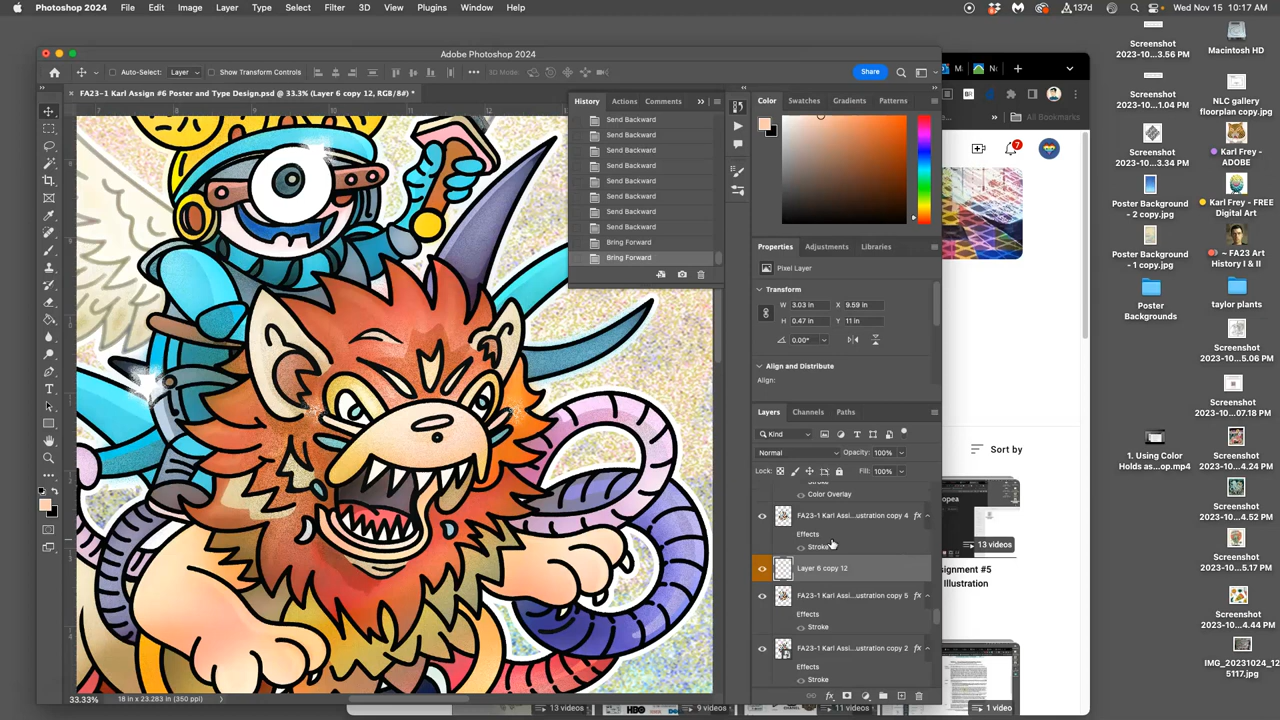 Photoshop 2024 File Edit Image Layer Type Select Filter 3D View Plugins Window Help 137d Wed Nov 15 10:17 AM
Adobe Photoshop 2024
Auto-Select: Layer Show Transform Controls 3D Mode: Share
FA23-1 Karl Assign #6 Poster and Type Design.psd @ 33.3% (Layer 6 copy 12, RGB/8#) *
History Actions Comments
Send Backward
Send Backward
Send Backward
Send Backward
Send Backward
Send Backward
Send Backward
Send Backward
Bring Forward
Bring Forward
Color Swatches Gradients Patterns
Properties Adjustments Libraries
Pixel Layer
Transform
W 3.03 in X 9.59 in
H 0.47 in Y 11 in
0.00°
Align and Distribute
Align:
Layers Channels Paths
Kind
Normal Opacity: 100%
Lock: Fill: 100%
Color Overlay
FA23-1 Karl Assi...ustration copy 4 fx
Effects
Stroke
Layer 6 copy 12
FA23-1 Karl Assi...ustration copy 5 fx
Effects
Stroke
FA23-1 Karl Assi...ustration copy 2 fx
Effects
Stroke
33.33% 18 in x 23.283 in (350 ppi)
All Bookmarks
7
Sort by
13 videos
signment #5
Illustration
1 video
13 videos
9 videos
11 videos
Screenshot
2023-10...3.56 PM
Macintosh HD
Screenshot
2023-10...1.04 PM
NLC gallery
floorplan copy.jpg
Screenshot
2023-10...3.34 PM
Karl Frey -
ADOBE
Poster Background
- 2 copy.jpg
Karl Frey - FREE
Digital Art
Poster Background
- 1 copy.jpg
~ FA23 Art
History I & II
Poster
Backgrounds
taylor plants
Screenshot
2023-10...5.06 PM
Screenshot
2023-10...07.18 PM
1. Using Color
Holds as...op.mp4
Screenshot
2023-10...4.52 PM
Screenshot
2023-10...5.17 PM
Screenshot
2023-10...4.44 PM
IMG_20231024_12
5117.jpg